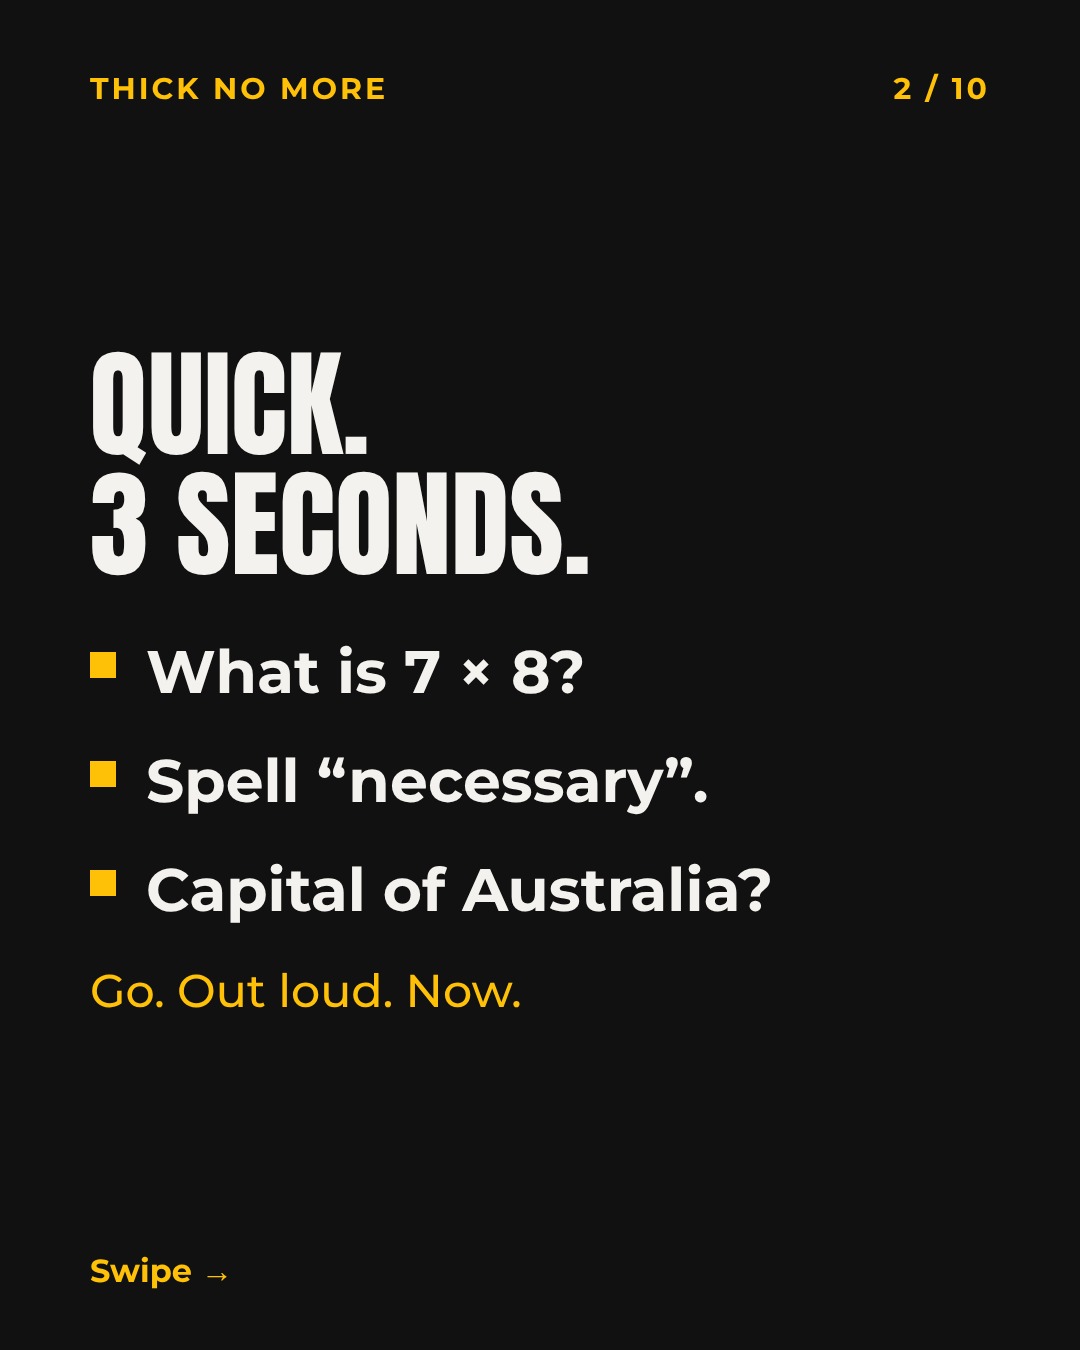 THICK NO MORE
2 / 10
QUICK.
3 SECONDS.
What is 7 × 8?
Spell “necessary”.
Capital of Australia?
Go. Out loud. Now.
Swipe →